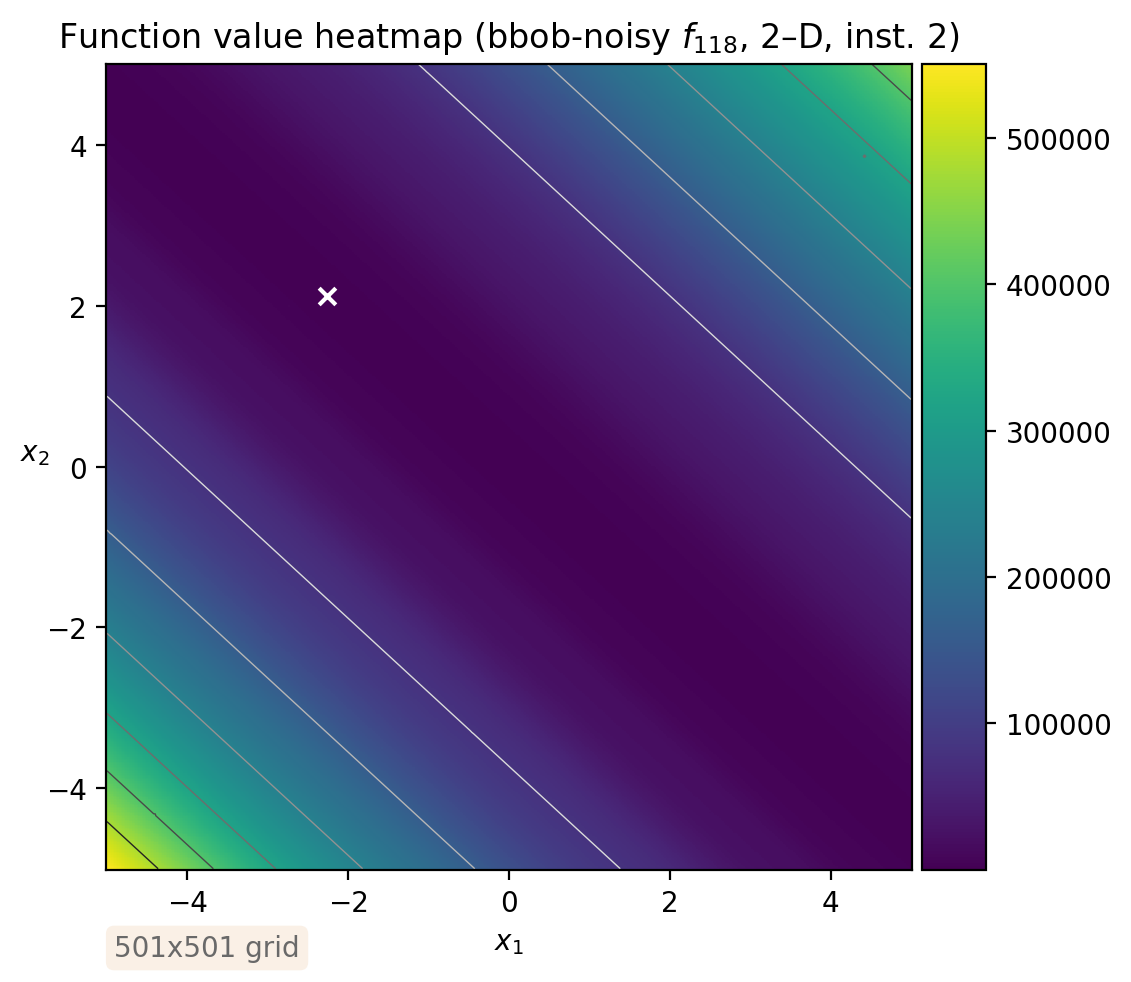 Function value heatmap (bbob-noisy f₁₁₈, 2–D, inst. 2)
4
2
0
−2
−4
x₂
−4 −2 0 2 4
x₁
500000
400000
300000
200000
100000
501x501 grid